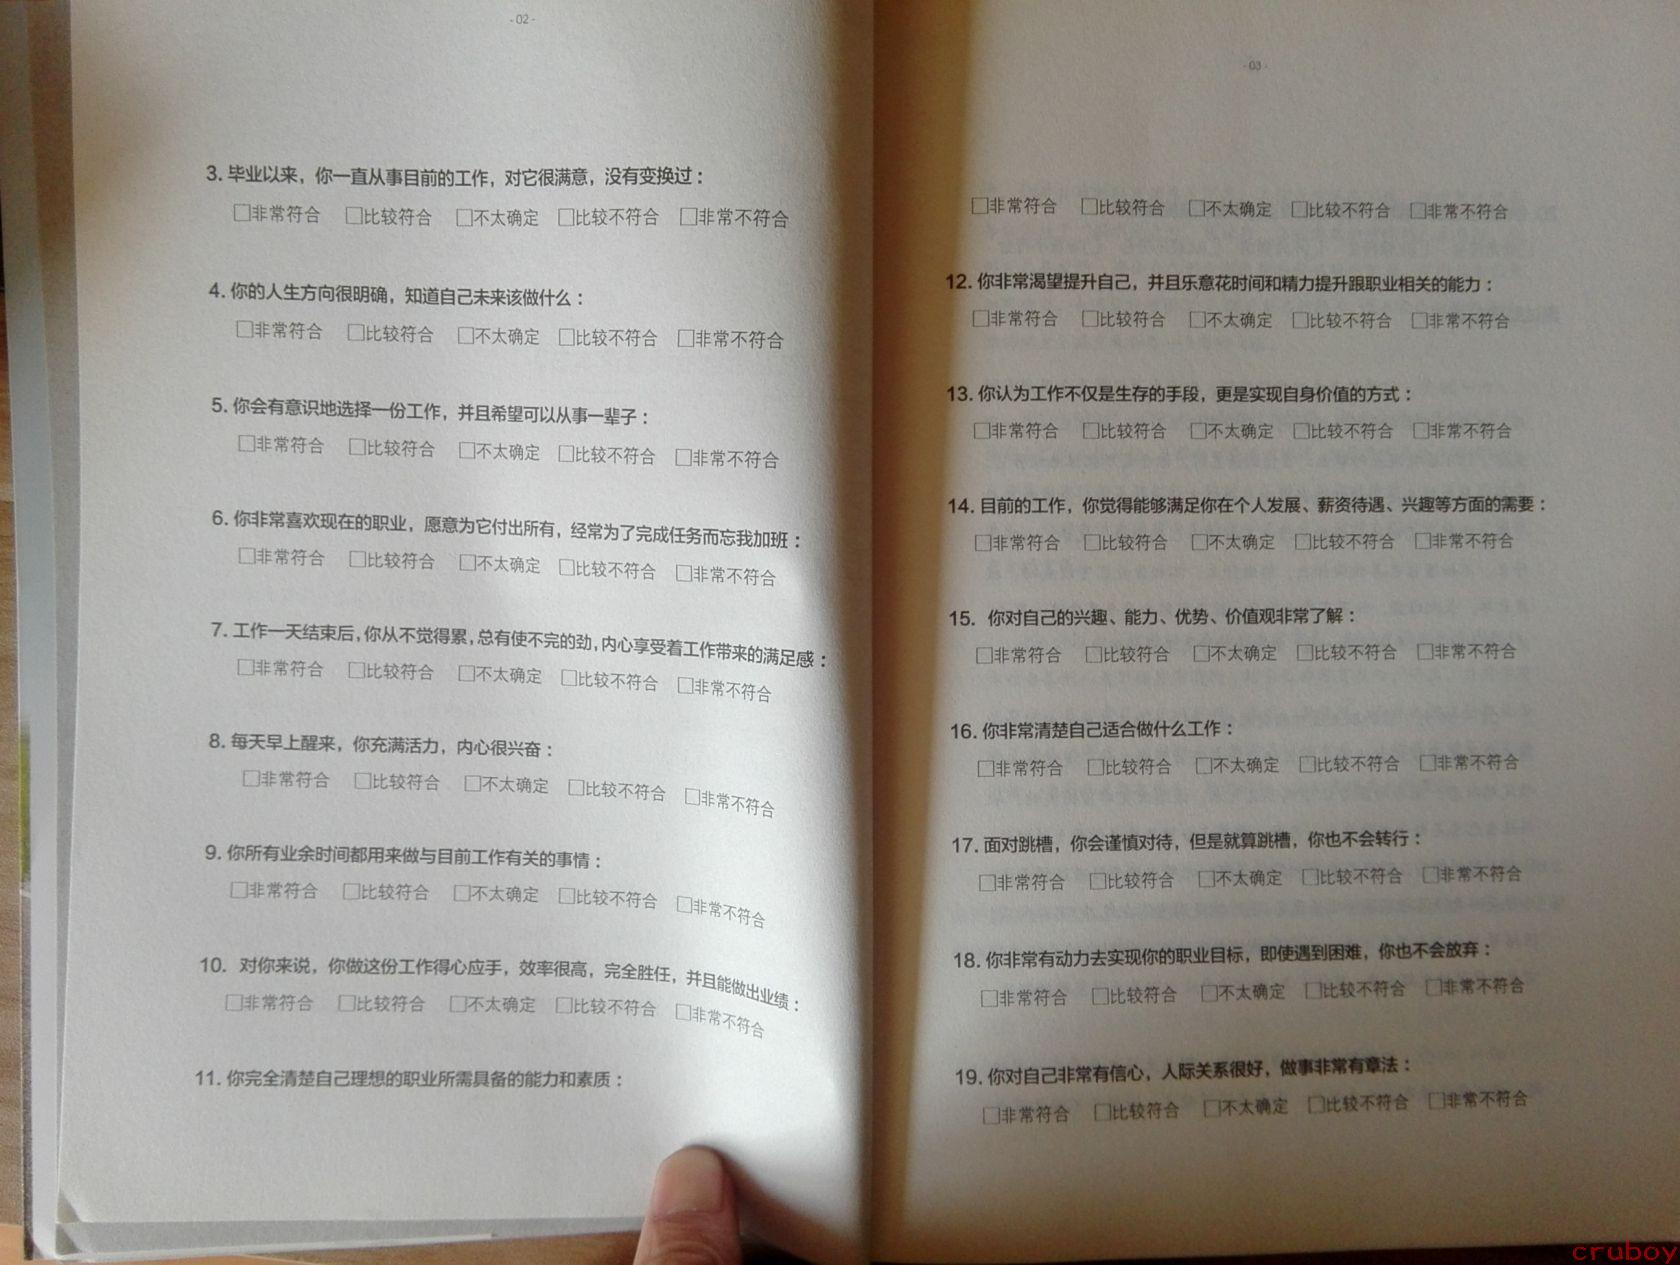 - 02 -
3. 毕业以来，你一直从事目前的工作，对它很满意，没有变换过：
□非常符合 □比较符合 □不太确定 □比较不符合 □非常不符合
4. 你的人生方向很明确，知道自己未来该做什么：
□非常符合 □比较符合 □不太确定 □比较不符合 □非常不符合
5. 你会有意识地选择一份工作，并且希望可以从事一辈子：
□非常符合 □比较符合 □不太确定 □比较不符合 □非常不符合
6. 你非常喜欢现在的职业，愿意为它付出所有，经常为了完成任务而忘我加班：
□非常符合 □比较符合 □不太确定 □比较不符合 □非常不符合
7. 工作一天结束后，你从不觉得累，总有使不完的劲，内心享受着工作带来的满足感：
□非常符合 □比较符合 □不太确定 □比较不符合 □非常不符合
8. 每天早上醒来，你充满活力，内心很兴奋：
□非常符合 □比较符合 □不太确定 □比较不符合 □非常不符合
9. 你所有业余时间都用来做与目前工作有关的事情：
□非常符合 □比较符合 □不太确定 □比较不符合 □非常不符合
10. 对你来说，你做这份工作得心应手，效率很高，完全胜任，并且能做出业绩：
□非常符合 □比较符合 □不太确定 □比较不符合 □非常不符合
11. 你完全清楚自己理想的职业所需具备的能力和素质：
- 03 -
□非常符合 □比较符合 □不太确定 □比较不符合 □非常不符合
12. 你非常渴望提升自己，并且乐意花时间和精力提升跟职业相关的能力：
□非常符合 □比较符合 □不太确定 □比较不符合 □非常不符合
13. 你认为工作不仅是生存的手段，更是实现自身价值的方式：
□非常符合 □比较符合 □不太确定 □比较不符合 □非常不符合
14. 目前的工作，你觉得能够满足你在个人发展、薪资待遇、兴趣等方面的需要：
□非常符合 □比较符合 □不太确定 □比较不符合 □非常不符合
15. 你对自己的兴趣、能力、优势、价值观非常了解：
□非常符合 □比较符合 □不太确定 □比较不符合 □非常不符合
16. 你非常清楚自己适合做什么工作：
□非常符合 □比较符合 □不太确定 □比较不符合 □非常不符合
17. 面对跳槽，你会谨慎对待，但是就算跳槽，你也不会转行：
□非常符合 □比较符合 □不太确定 □比较不符合 □非常不符合
18. 你非常有动力去实现你的职业目标，即使遇到困难，你也不会放弃：
□非常符合 □比较符合 □不太确定 □比较不符合 □非常不符合
19. 你对自己非常有信心，人际关系很好，做事非常有章法：
□非常符合 □比较符合 □不太确定 □比较不符合 □非常不符合
cruboy